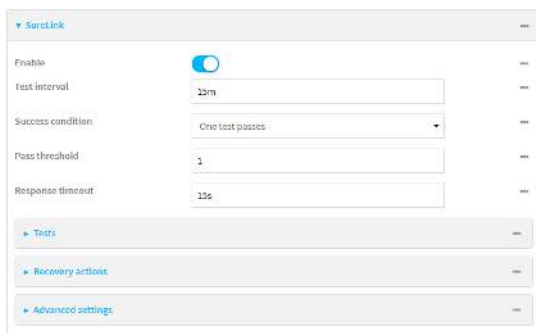 SureLink
Enable
Test interval
15m
Success condition
One test passes
Pass threshold
1
Response timeout
15s
Tests
Recovery actions
Advanced settings